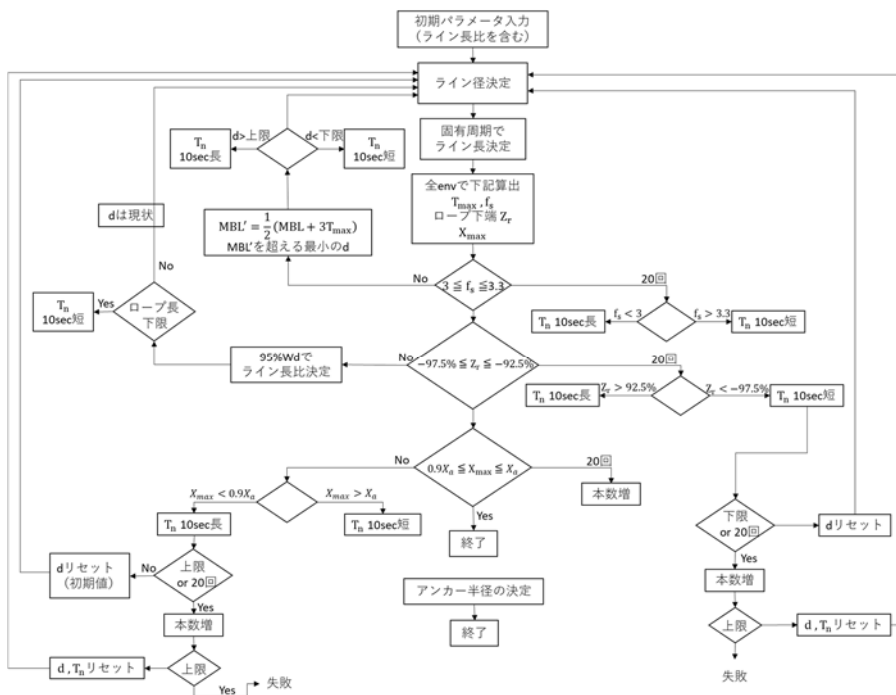 初期パラメータ入力
（ライン長比を含む）
ライン径決定
固有周期で
ライン長決定
全envで下記算出
Tmax , fs
ロープ下端 Zr
Xmax
d>上限
d<下限
Tn
10sec長
Tn
10sec短
MBL′ = 1/2 (MBL + 3Tmax)
MBL′を超える最小のd
dは現状
No
No
3 ≦ fs ≦3.3
20回
fs < 3
fs > 3.3
Tn 10sec長
Tn 10sec短
Tn
10sec短
Yes
ロープ長
下限
95%Wdで
ライン長比決定
No
−97.5% ≦ Zr ≦ −92.5%
20回
Zr > 92.5%
Zr < −97.5%
Tn 10sec長
Tn 10sec短
No
0.9Xa ≦ Xmax ≦ Xa
20回
本数増
Yes
終了
Xmax < 0.9Xa
Xmax > Xa
Tn 10sec長
Tn 10sec短
下限
or 20回
dリセット
Yes
本数増
上限
d , Tnリセット
失敗
dリセット
（初期値）
No
上限
or 20回
Yes
本数増
d , Tnリセット
上限
Yes
失敗
アンカー半径の決定
終了